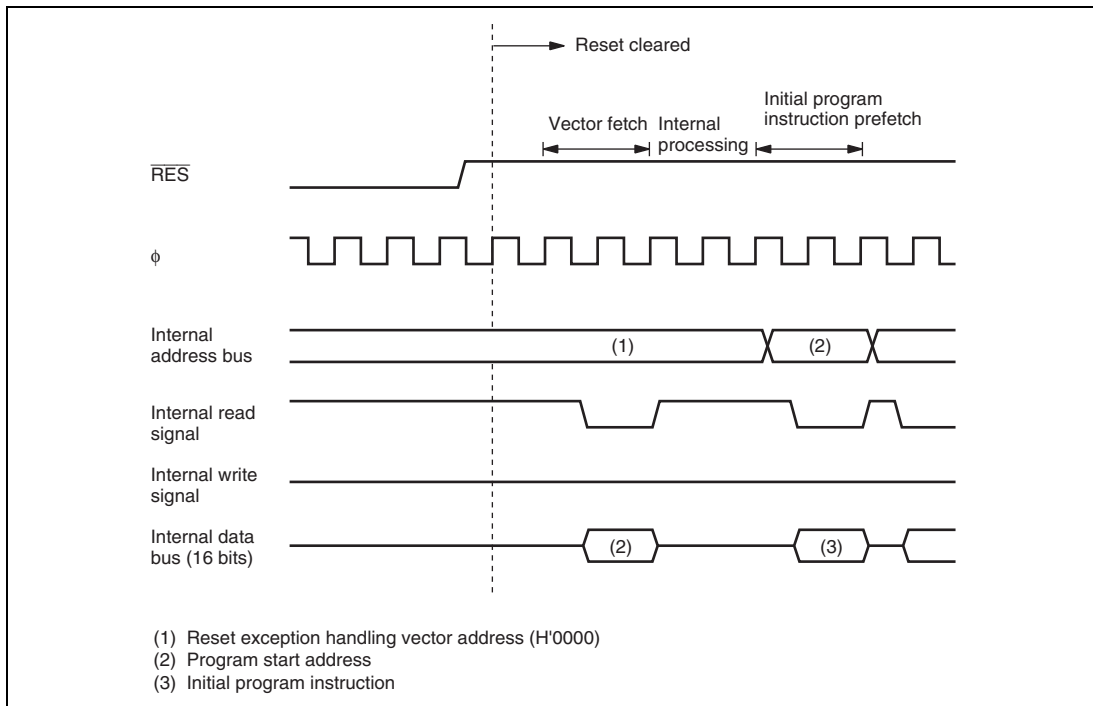 Reset cleared
Vector fetch
Internal
processing
Initial program
instruction prefetch
RES
ϕ
Internal
address bus
(1)
(2)
Internal read
signal
Internal write
signal
Internal data
bus (16 bits)
(2)
(3)
(1) Reset exception handling vector address (H'0000)
(2) Program start address
(3) Initial program instruction